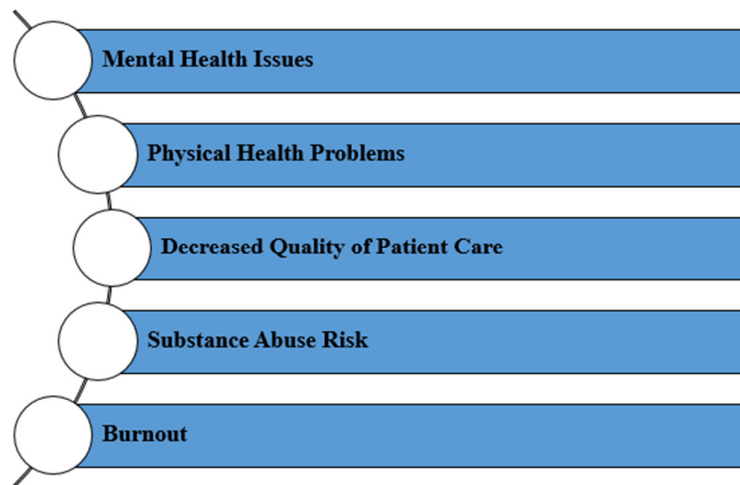 Mental Health Issues
Physical Health Problems
Decreased Quality of Patient Care
Substance Abuse Risk
Burnout